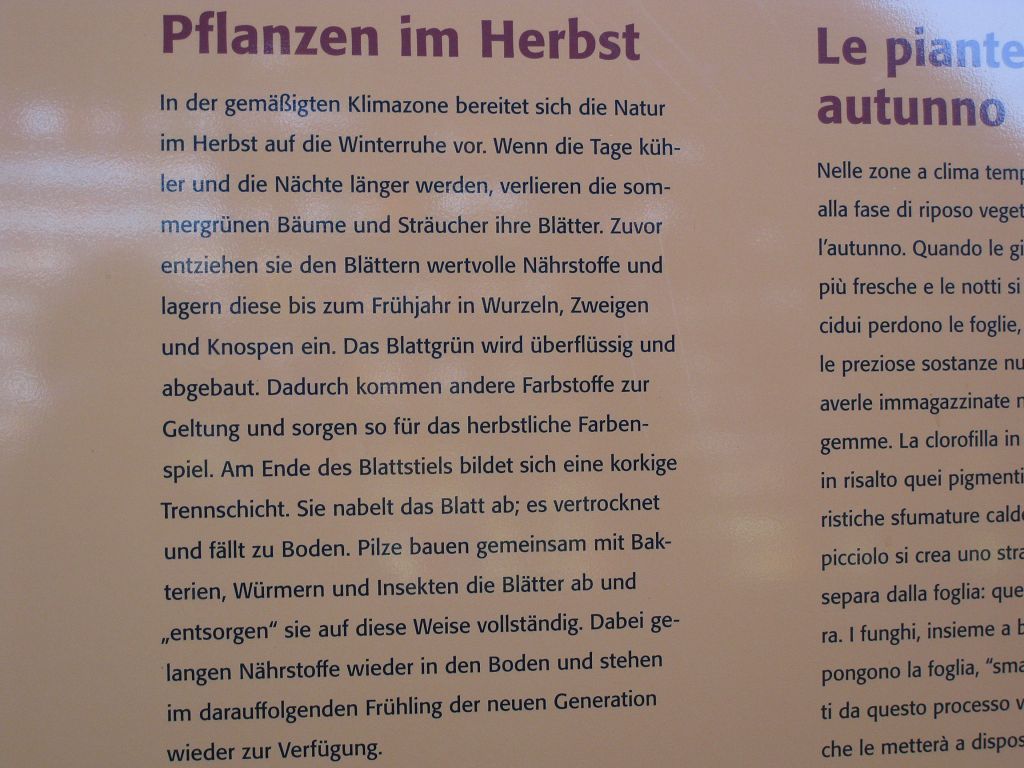 Pflanzen im Herbst
In der gemäßigten Klimazone bereitet sich die Natur
im Herbst auf die Winterruhe vor. Wenn die Tage küh-
ler und die Nächte länger werden, verlieren die som-
mergrünen Bäume und Sträucher ihre Blätter. Zuvor
entziehen sie den Blättern wertvolle Nährstoffe und
lagern diese bis zum Frühjahr in Wurzeln, Zweigen
und Knospen ein. Das Blattgrün wird überflüssig und
abgebaut. Dadurch kommen andere Farbstoffe zur
Geltung und sorgen so für das herbstliche Farben-
spiel. Am Ende des Blattstiels bildet sich eine korkige
Trennschicht. Sie nabelt das Blatt ab; es vertrocknet
und fällt zu Boden. Pilze bauen gemeinsam mit Bak-
terien, Würmern und Insekten die Blätter ab und
„entsorgen“ sie auf diese Weise vollständig. Dabei ge-
langen Nährstoffe wieder in den Boden und stehen
im darauffolgenden Frühling der neuen Generation
wieder zur Verfügung.
Le piante
autunno
Nelle zone a clima temp
alla fase di riposo veget
l’autunno. Quando le gi
più fresche e le notti si
cidui perdono le foglie,
le preziose sostanze nu
averle immagazzinate
gemme. La clorofilla in
in risalto quei pigmenti
ristiche sfumature calde
picciolo si crea uno stra
separa dalla foglia: que
ra. I funghi, insieme a b
pongono la foglia, “sma
ti da questo processo v
che le metterà a dispos